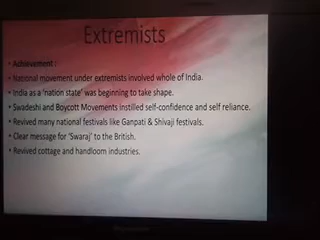 Extremists
• Achievement :
• National movement under extremists involved whole of India.
• India as a 'nation state' was beginning to take shape.
• Swadeshi and Boycott Movements instilled self-confidence and self reliance.
• Revived many national festivals like Ganpati & Shivaji festivals.
• Clear message for 'Swaraj' to the British.
• Revived cottage and handloom industries.